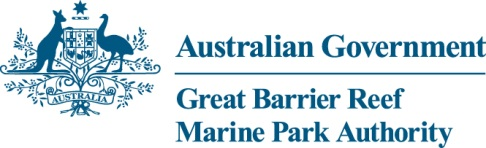 Australian Government
AUSTRALIA
Great Barrier Reef
Marine Park Authority